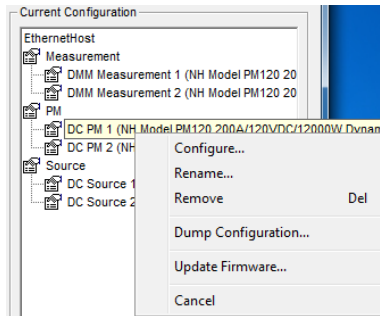 Current Configuration
EthernetHost
Measurement
DMM Measurement 1 (NH Model PM120 20
DMM Measurement 2 (NH Model PM120 20
PM
DC PM 1 (NH Model PM120 200A/120VDC/12000W Dynam
DC PM 2 (NH
Source
DC Source 1
DC Source 2
Configure...
Rename...
Remove Del
Dump Configuration...
Update Firmware...
Cancel